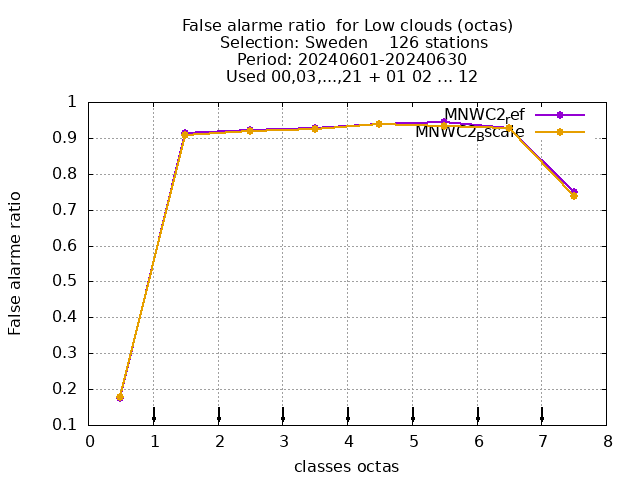 False alarme ratio  for Low clouds (octas)
Selection: Sweden    126 stations
Period: 20240601-20240630
Used 00,03,...,21 + 01 02 ... 12
MNWC2ref
MNWC2Bscale
1
0.9
0.8
0.7
0.6
0.5
0.4
0.3
0.2
0.1
False alarme ratio
0 1 2 3 4 5 6 7 8
classes octas